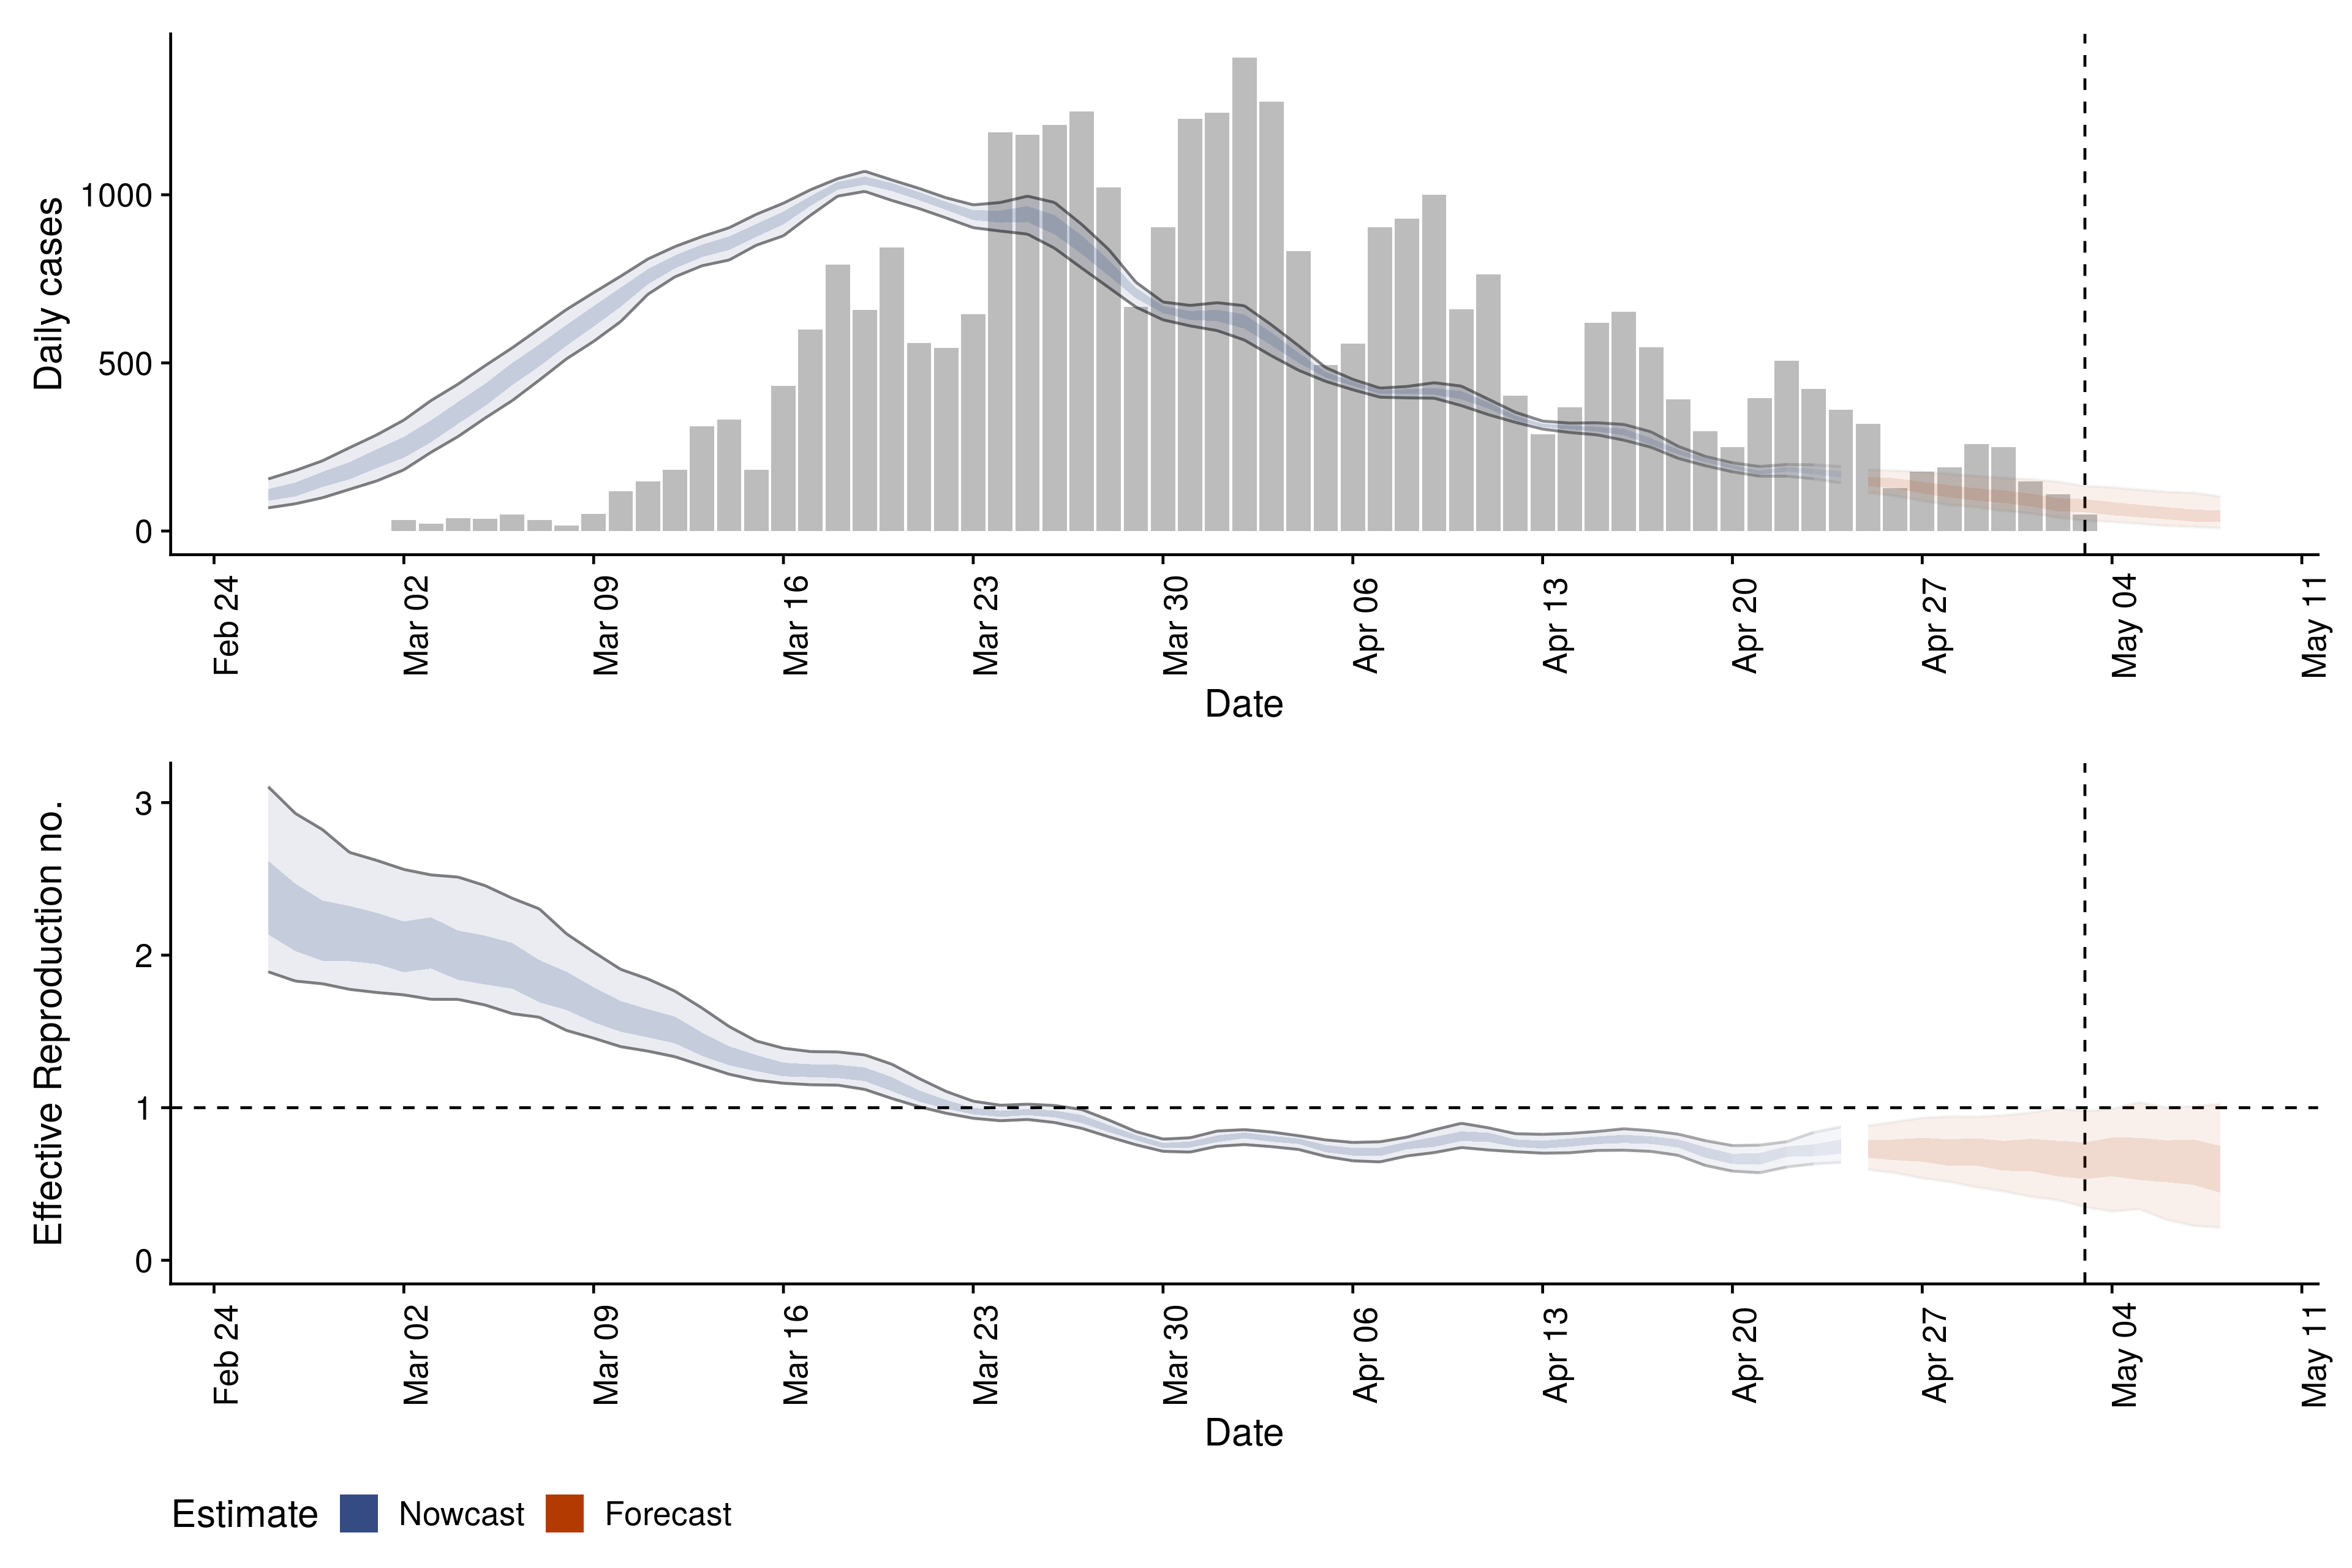 Daily cases
1000
500
0
Feb 24
Mar 02
Mar 09
Mar 16
Mar 23
Mar 30
Apr 06
Apr 13
Apr 20
Apr 27
May 04
May 11
Date
Effective Reproduction no.
3
2
1
0
Feb 24
Mar 02
Mar 09
Mar 16
Mar 23
Mar 30
Apr 06
Apr 13
Apr 20
Apr 27
May 04
May 11
Date
Estimate Nowcast Forecast